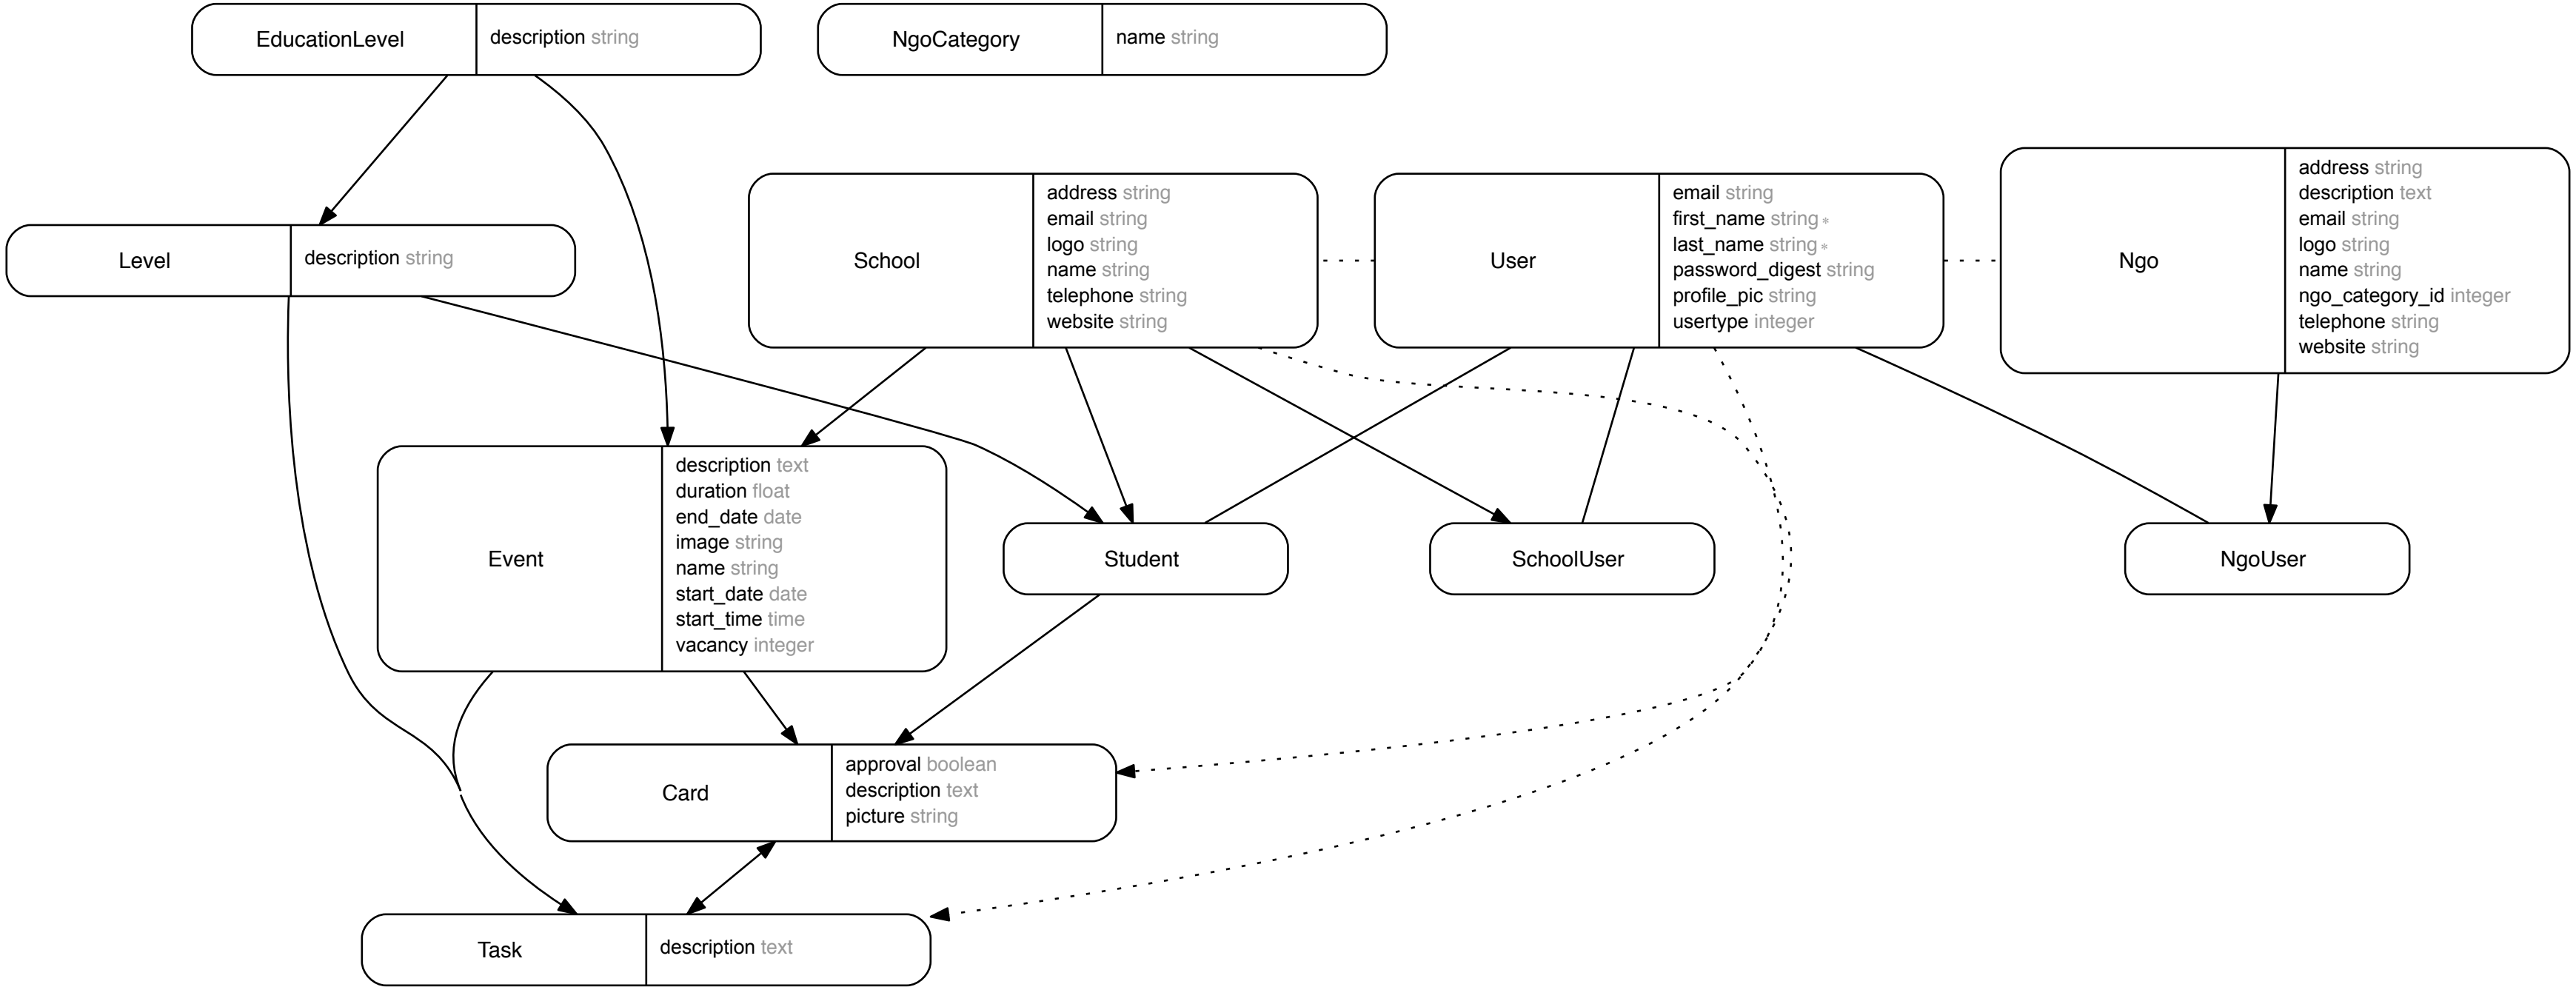 EducationLevel
description string
NgoCategory
name string
Level
description string
School
address string
email string
logo string
name string
telephone string
website string
User
email string
first_name string *
last_name string *
password_digest string
profile_pic string
usertype integer
Ngo
address string
description text
email string
logo string
name string
ngo_category_id integer
telephone string
website string
Event
description text
duration float
end_date date
image string
name string
start_date date
start_time time
vacancy integer
Student
SchoolUser
NgoUser
Card
approval boolean
description text
picture string
Task
description text